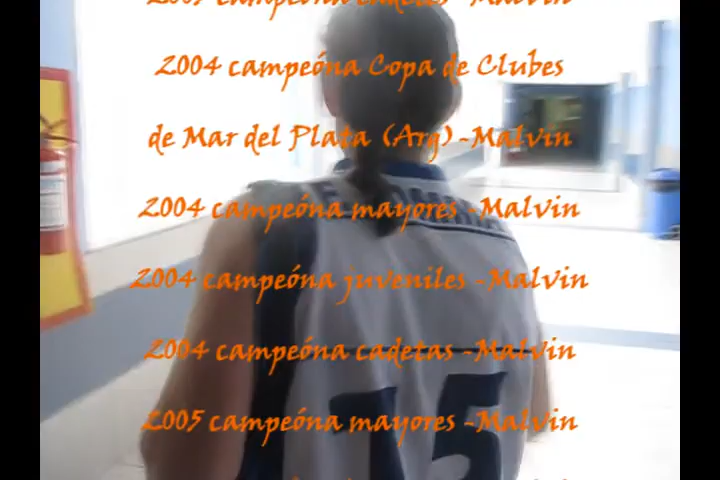 2004 campeóna Copa de Clubes
de Mar del Plata (Arg) -Malvin
2004 campeóna mayores -Malvin
2004 campeóna juveniles -Malvin
2004 campeóna cadetas -Malvin
2005 campeóna mayores -Malvin
15